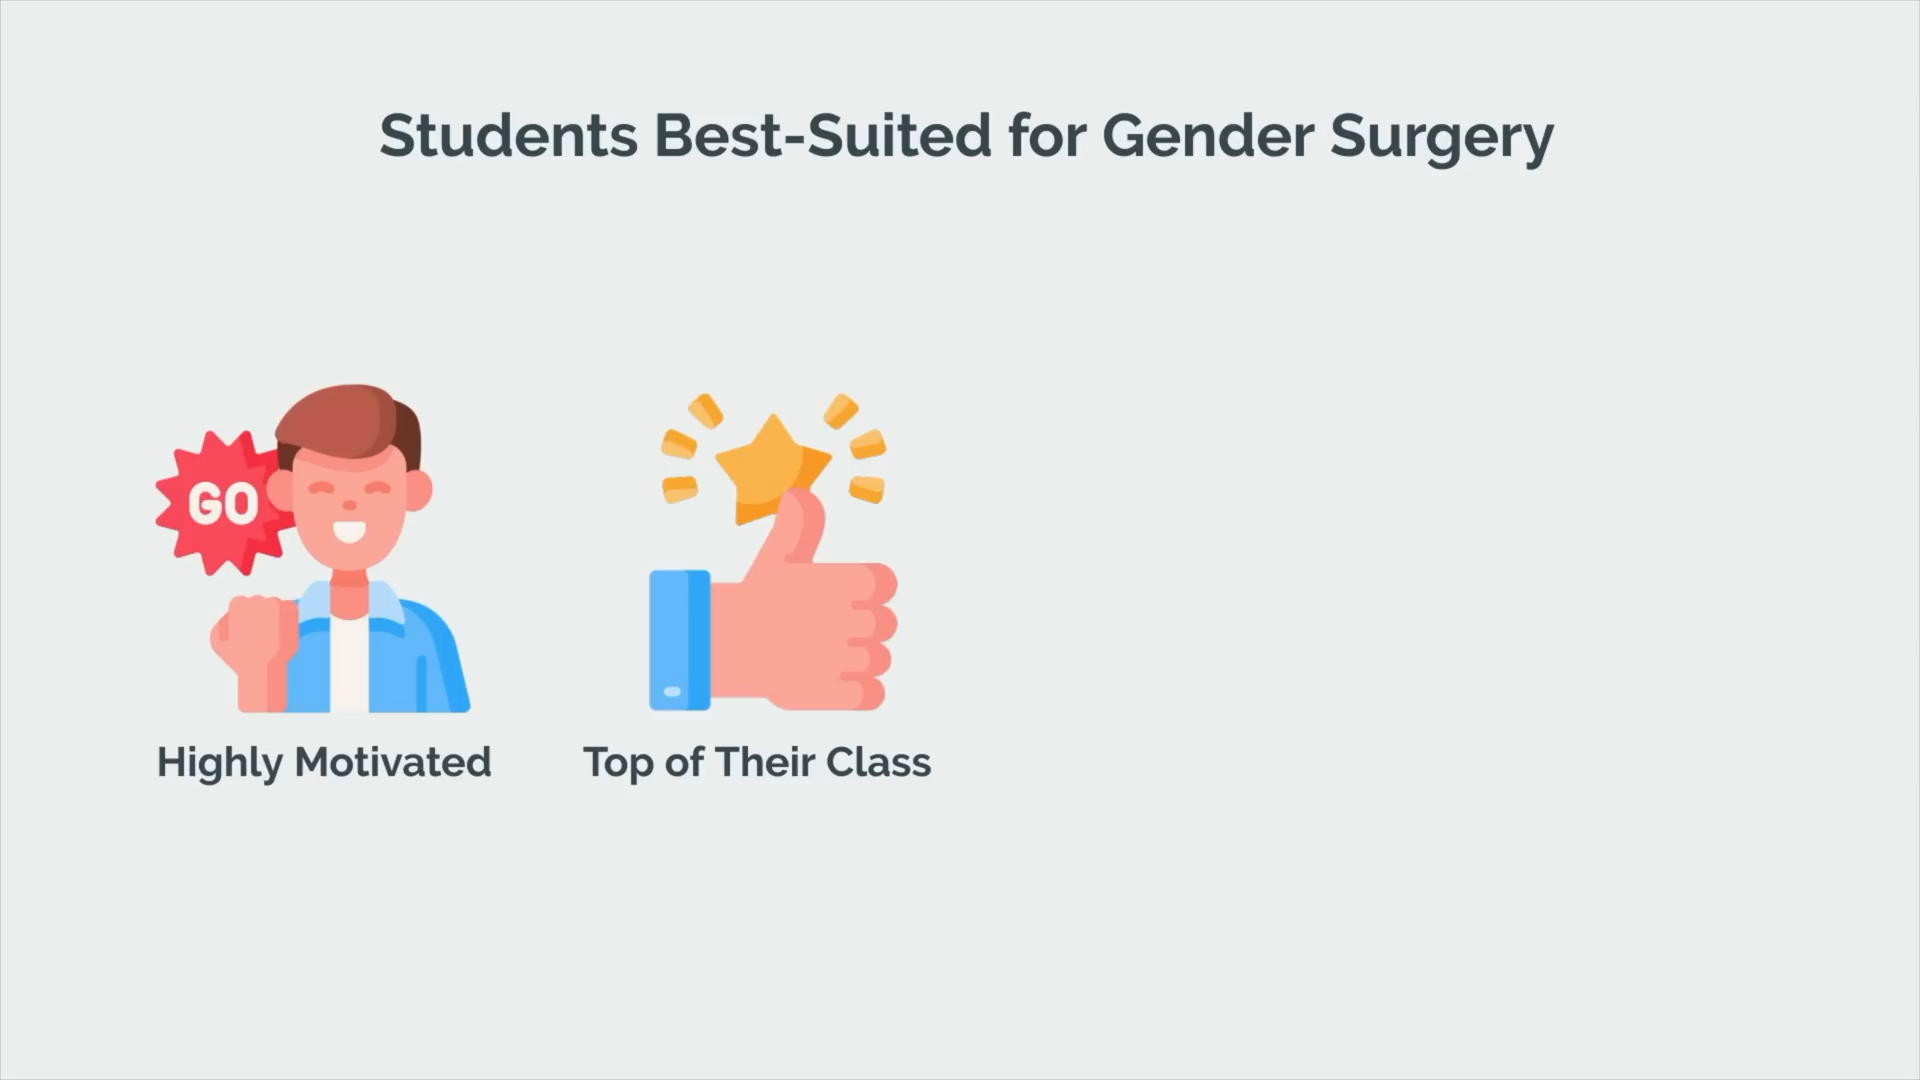 Students Best-Suited for Gender Surgery
GO
Highly Motivated
Top of Their Class